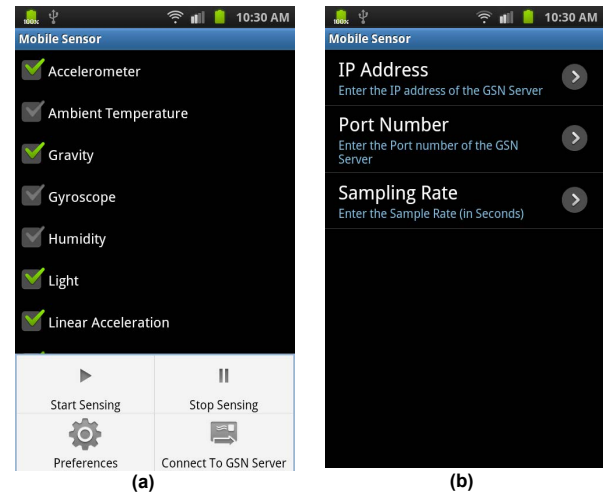 100%
10:30 AM
Mobile Sensor
Accelerometer
Ambient Temperature
Gravity
Gyroscope
Humidity
Light
Linear Acceleration
Start Sensing
Stop Sensing
Preferences
Connect To GSN Server
(a)
100%
10:30 AM
Mobile Sensor
IP Address
Enter the IP address of the GSN Server
Port Number
Enter the Port number of the GSN
Server
Sampling Rate
Enter the Sample Rate (in Seconds)
(b)